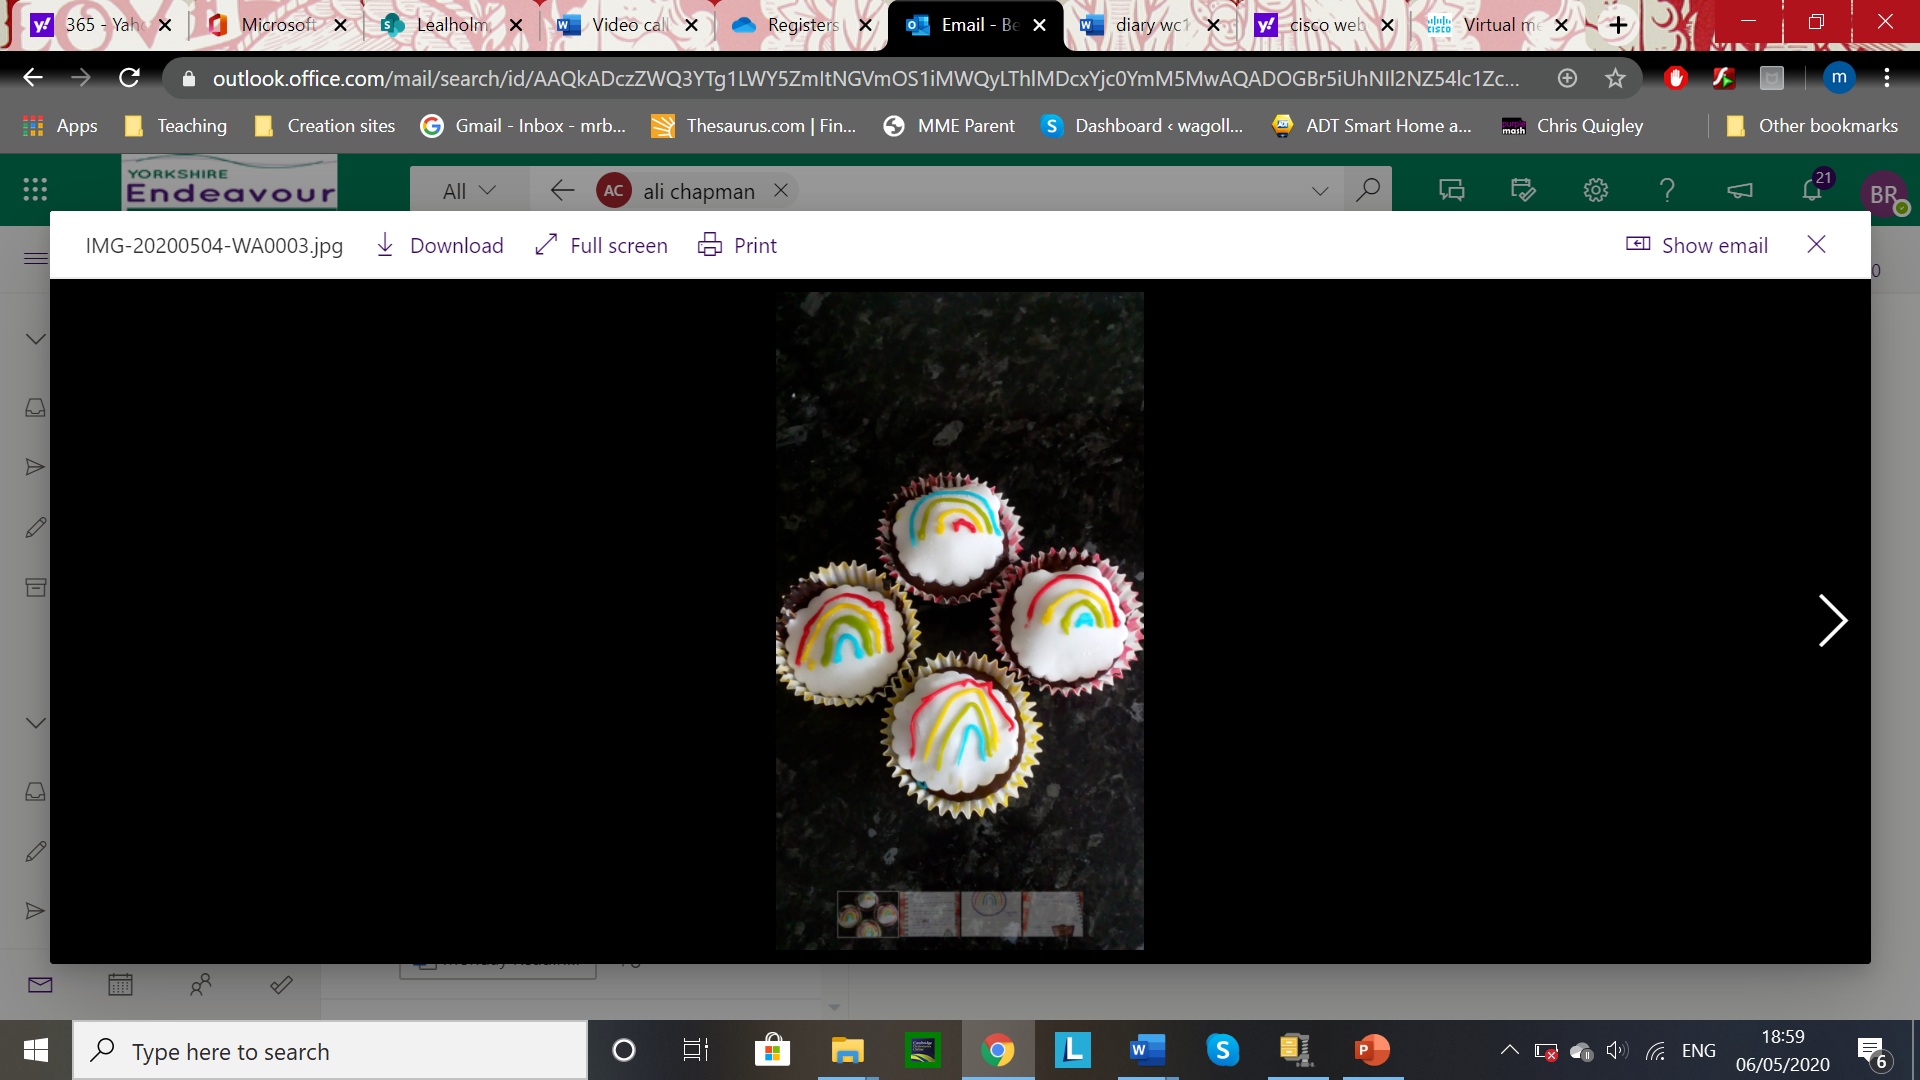 365 - Yah
Microsoft
Lealholm
Video call
Registers
Email - Be
diary wc1
cisco web
Virtual me
outlook.office.com/mail/search/id/AAQkADczZWQ3YTg1LWY5ZmItNGVmOS1iMWQyLThlMDcxYjc0YmM5MwAQADOGBr5iUhNIl2NZ54lc1Zc...
m
Apps
Teaching
Creation sites
Gmail - Inbox - mrb...
Thesaurus.com | Fin...
MME Parent
Dashboard ‹ wagoll...
ADT Smart Home a...
Chris Quigley
Other bookmarks
YORKSHIRE
Endeavour
All
AC
ali chapman
21
BR
IMG-20200504-WA0003.jpg
Download
Full screen
Print
Show email
Type here to search
ENG
18:59
06/05/2020
6